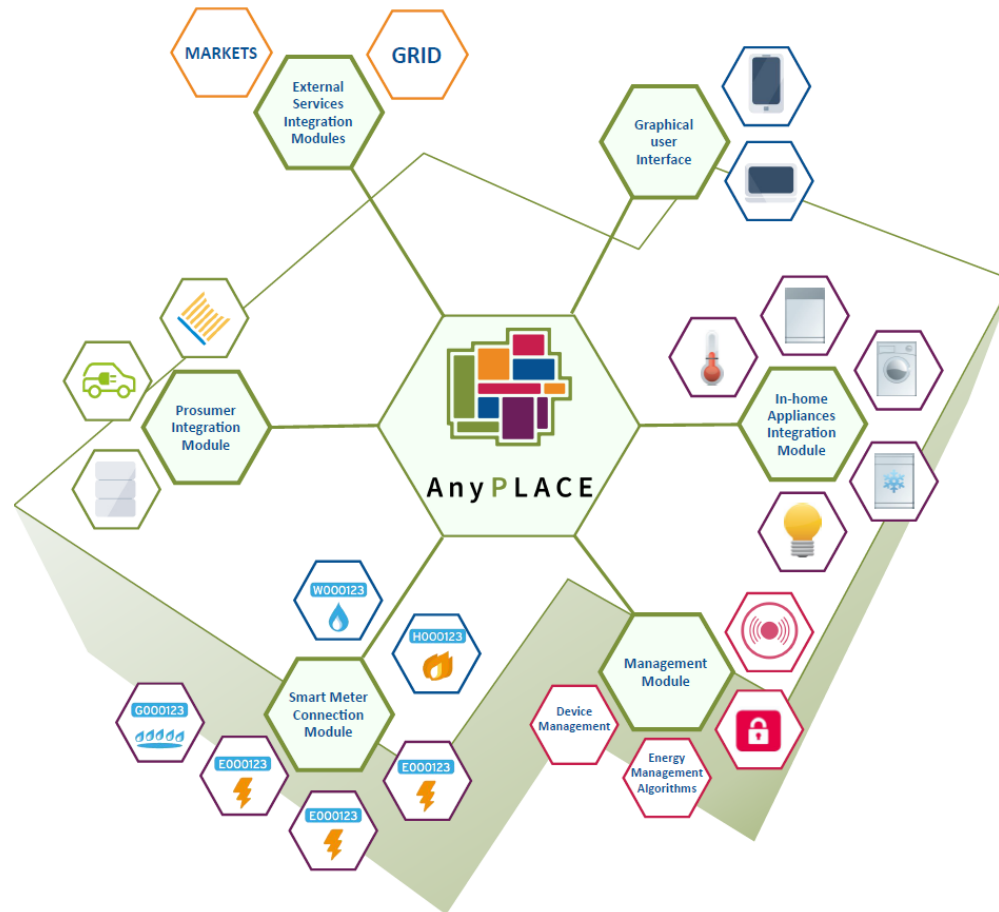 MARKETS
GRID
External
Services
Integration
Modules
Graphical
user
Interface
Prosumer
Integration
Module
AnyPLACE
In-home
Appliances
Integration
Module
W000123
H000123
Smart Meter
Connection
Module
G000123
E000123
E000123
E000123
Management
Module
Device
Management
Energy
Management
Algorithms